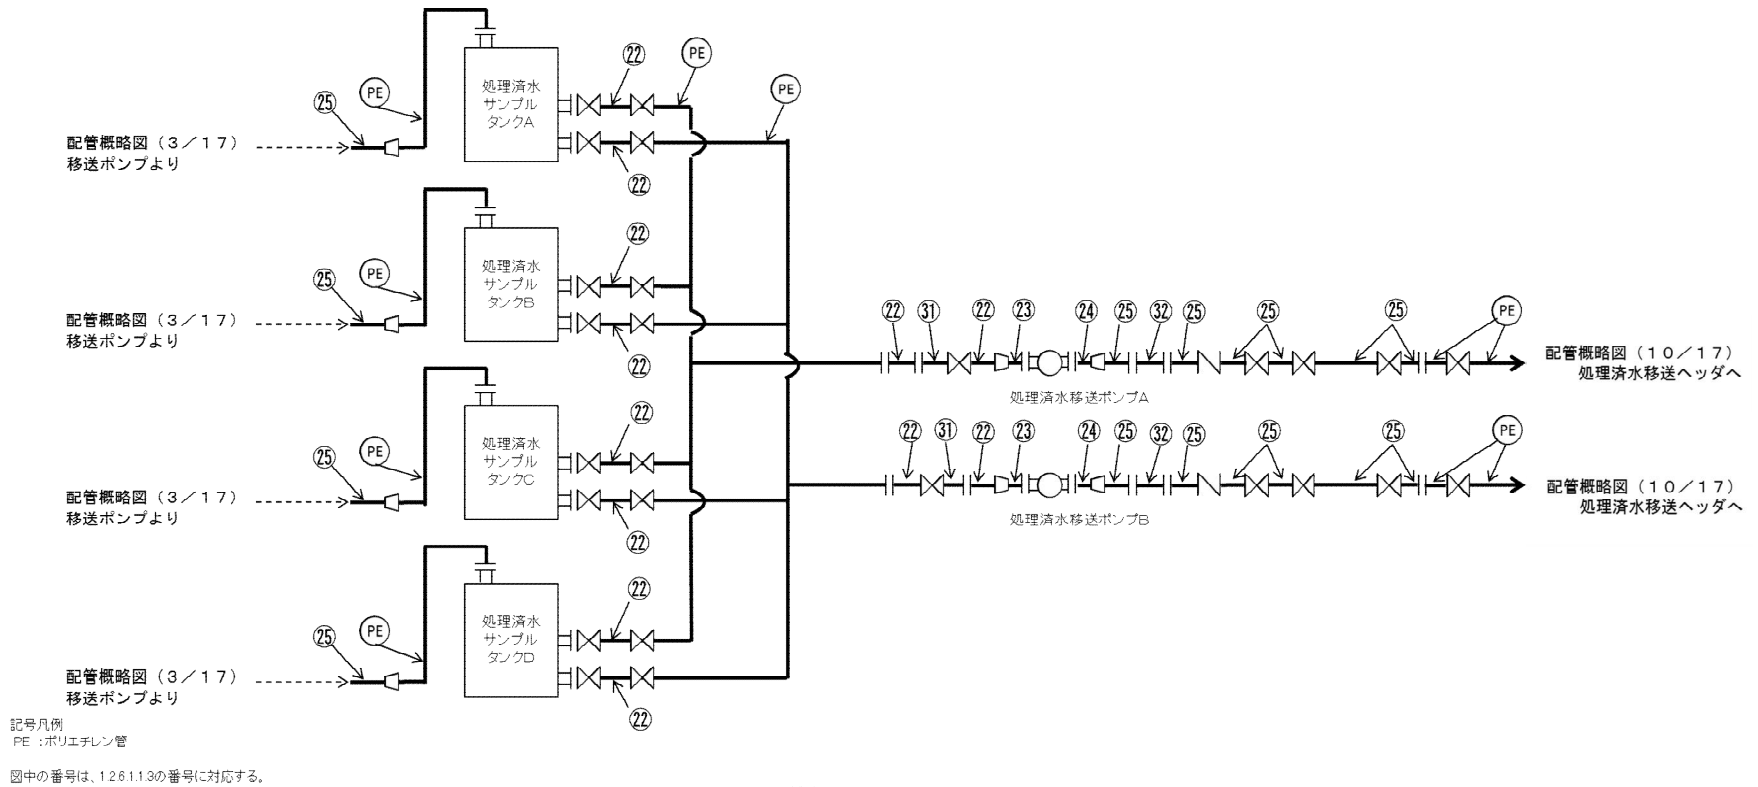 ㉒
PE
PE
㉕
PE
処理済水
サンプル
タンクA
配管概略図（３／１７）
移送ポンプより
㉒
㉒
㉕
PE
処理済水
サンプル
タンクB
配管概略図（３／１７）
移送ポンプより
㉒
㉒
㉛
㉒
㉓
㉔
㉕
㉜
㉕
㉕
㉕
PE
処理済水移送ポンプA
配管概略図（１０／１７）
処理済水移送ヘッダへ
㉒
㉛
㉒
㉓
㉔
㉕
㉜
㉕
㉕
㉕
PE
処理済水移送ポンプB
配管概略図（１０／１７）
処理済水移送ヘッダへ
㉒
㉕
PE
処理済水
サンプル
タンクC
配管概略図（３／１７）
移送ポンプより
㉒
㉒
㉕
PE
処理済水
サンプル
タンクD
配管概略図（３／１７）
移送ポンプより
㉒
記号凡例
PE ：ポリエチレン管
図中の番号は、1.2.6.1.1.3の番号に対応する。